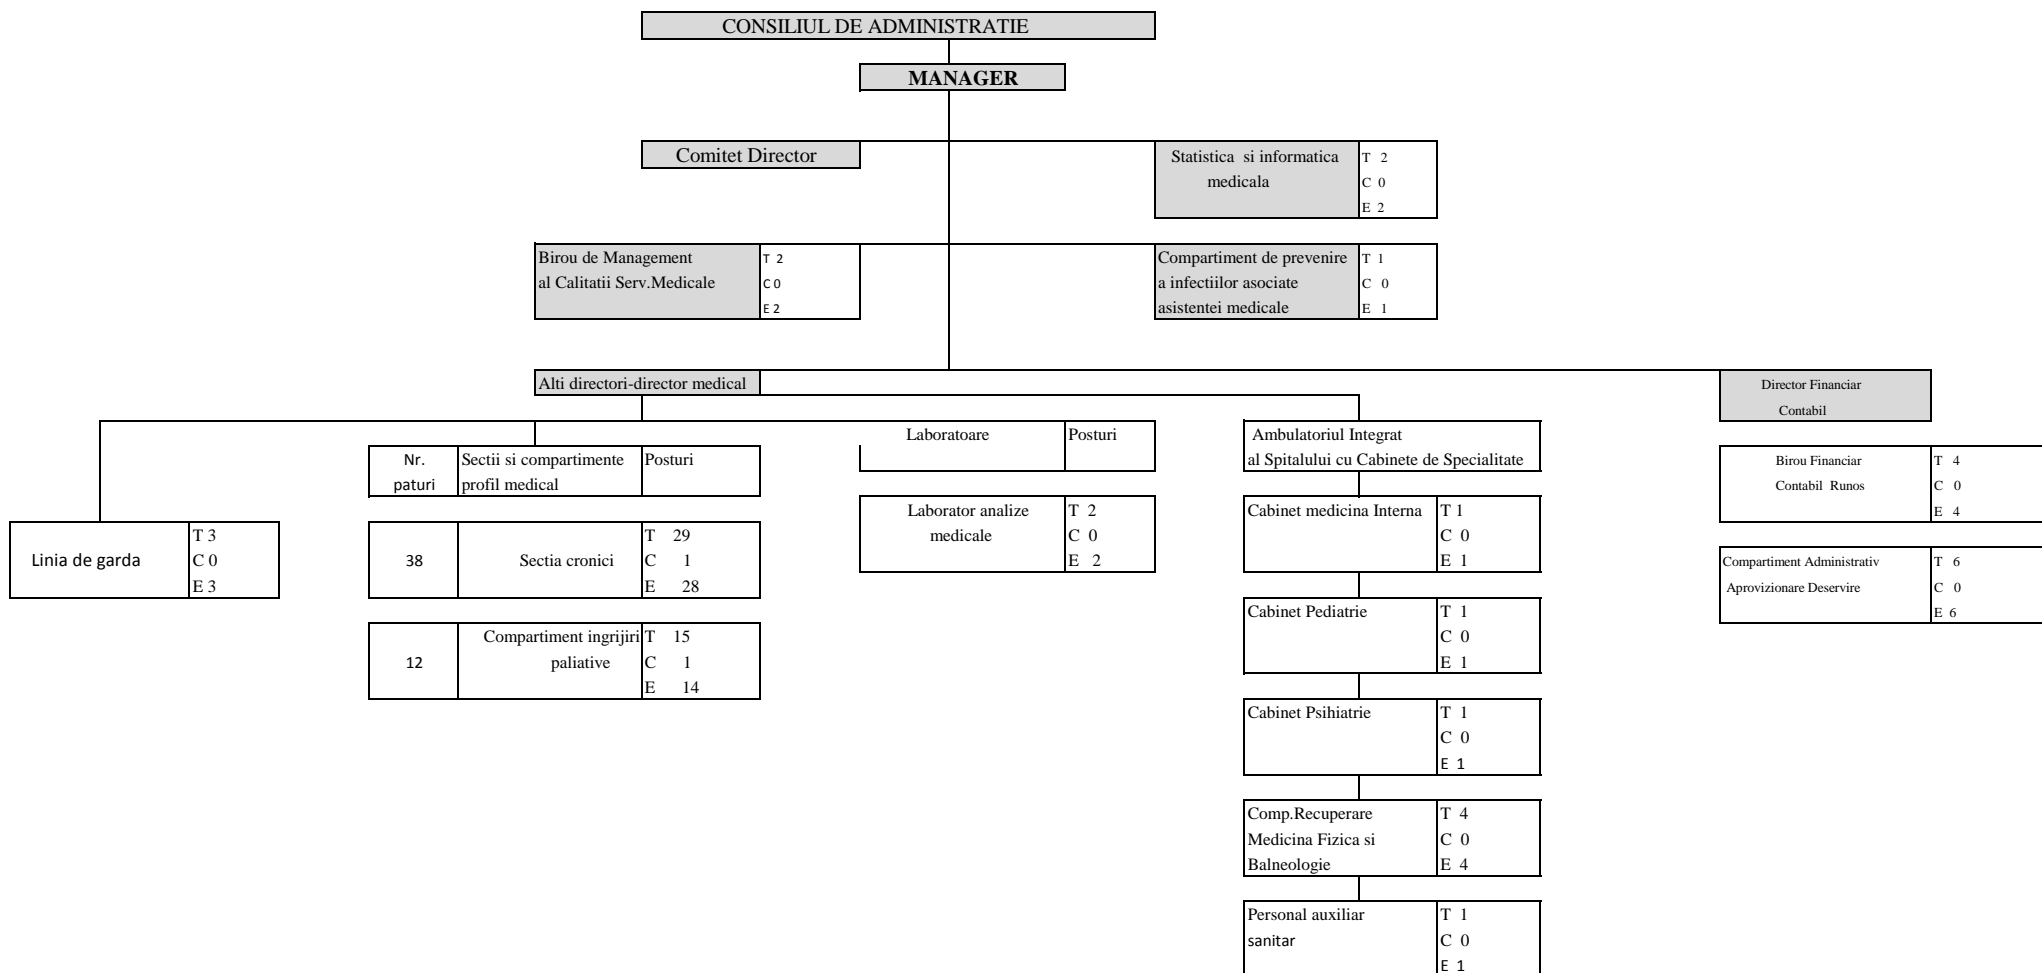 CONSILIUL DE ADMINISTRATIE
MANAGER
Comitet Director
Statistica si informatica
medicala
T 2
C 0
E 2
Birou de Management
al Calitatii Serv.Medicale
T 2
C 0
E 2
Compartiment de prevenire
a infectiilor asociate
asistentei medicale
T 1
C 0
E 1
Alti directori-director medical
Director Financiar
Contabil
Linia de garda
T 3
C 0
E 3
Nr.
paturi
Sectii si compartimente
profil medical
Posturi
38
Sectia cronici
T 29
C 1
E 28
12
Compartiment ingrijiri
paliative
T 15
C 1
E 14
Laboratoare
Posturi
Laborator analize
medicale
T 2
C 0
E 2
Ambulatoriul Integrat
al Spitalului cu Cabinete de Specialitate
Cabinet medicina Interna
T 1
C 0
E 1
Cabinet Pediatrie
T 1
C 0
E 1
Cabinet Psihiatrie
T 1
C 0
E 1
Comp.Recuperare
Medicina Fizica si
Balneologie
T 4
C 0
E 4
Personal auxiliar
sanitar
T 1
C 0
E 1
Birou Financiar
Contabil Runos
T 4
C 0
E 4
Compartiment Administrativ
Aprovizionare Deservire
T 6
C 0
E 6